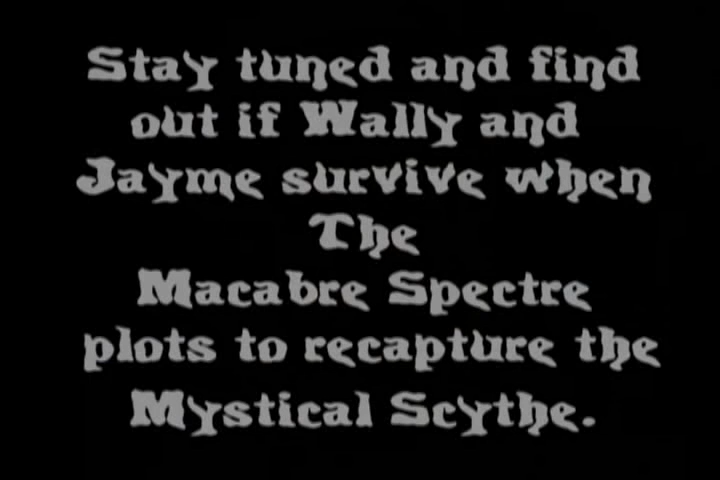 Stay tuned and find
out if Wally and
Jayme survive when
The
Macabre Spectre
plots to recapture the
Mystical Scythe.